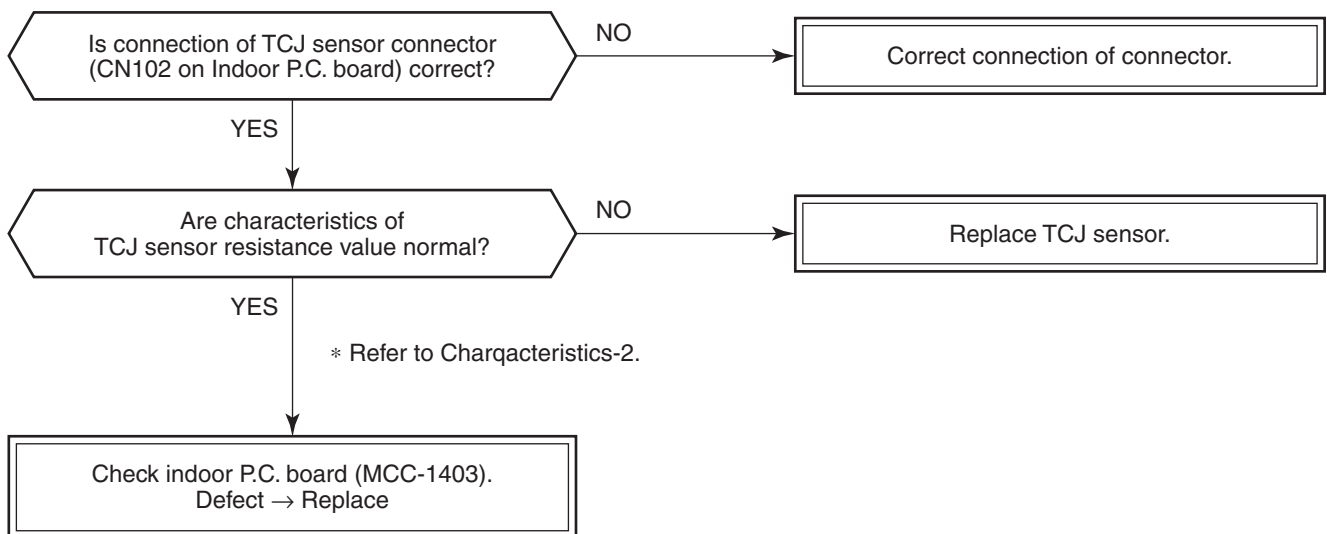 Is connection of TCJ sensor connector
(CN102 on Indoor P.C. board) correct?
NO
Correct connection of connector.
YES
Are characteristics of
TCJ sensor resistance value normal?
NO
Replace TCJ sensor.
YES
* Refer to Charqacteristics-2.
Check indoor P.C. board (MCC-1403).
Defect → Replace